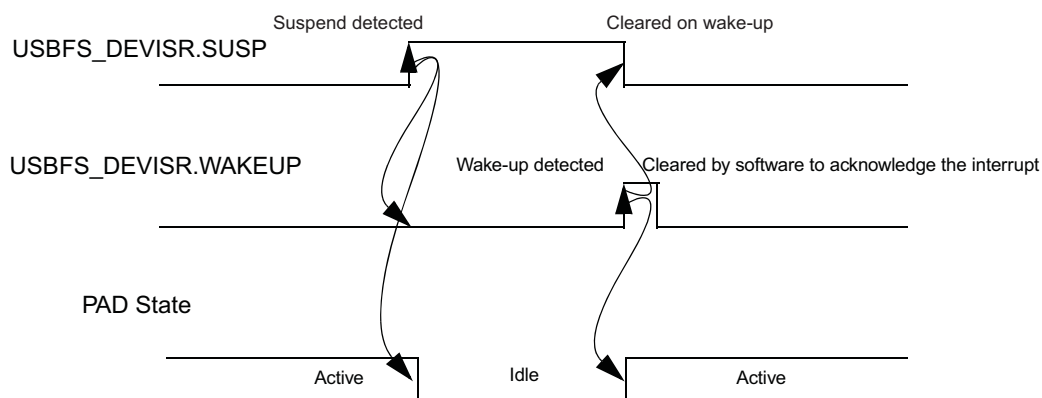 Suspend detected
Cleared on wake-up
USBFS_DEVISR.SUSP
USBFS_DEVISR.WAKEUP
Wake-up detected
Cleared by software to acknowledge the interrupt
PAD State
Active
Idle
Active